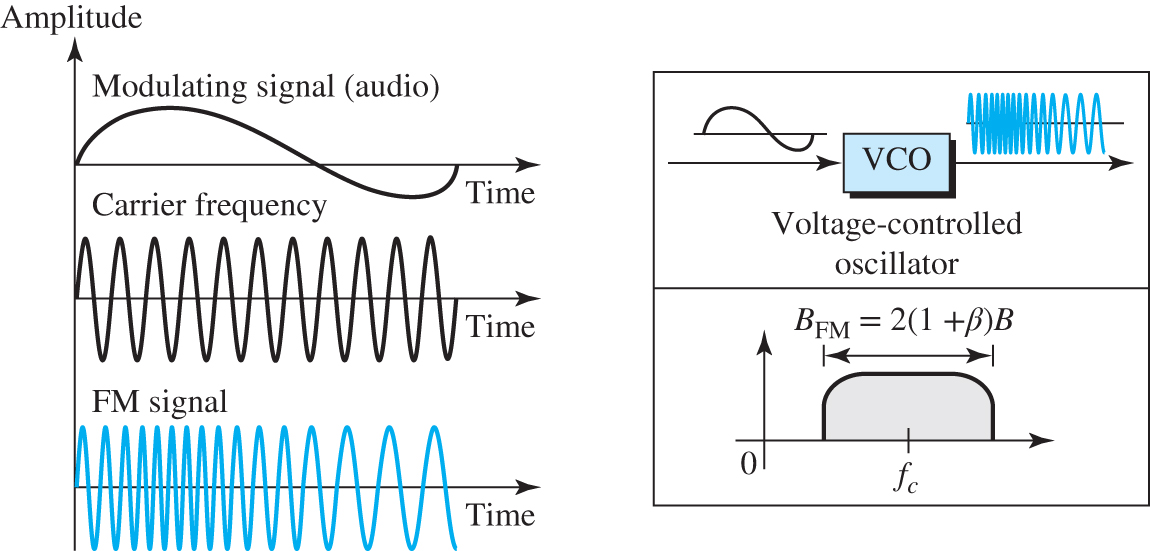 Amplitude
Modulating signal (audio)
Time
Carrier frequency
Time
FM signal
Time
VCO
Voltage-controlled
oscillator
B_FM = 2(1 +β)B
0
f_c